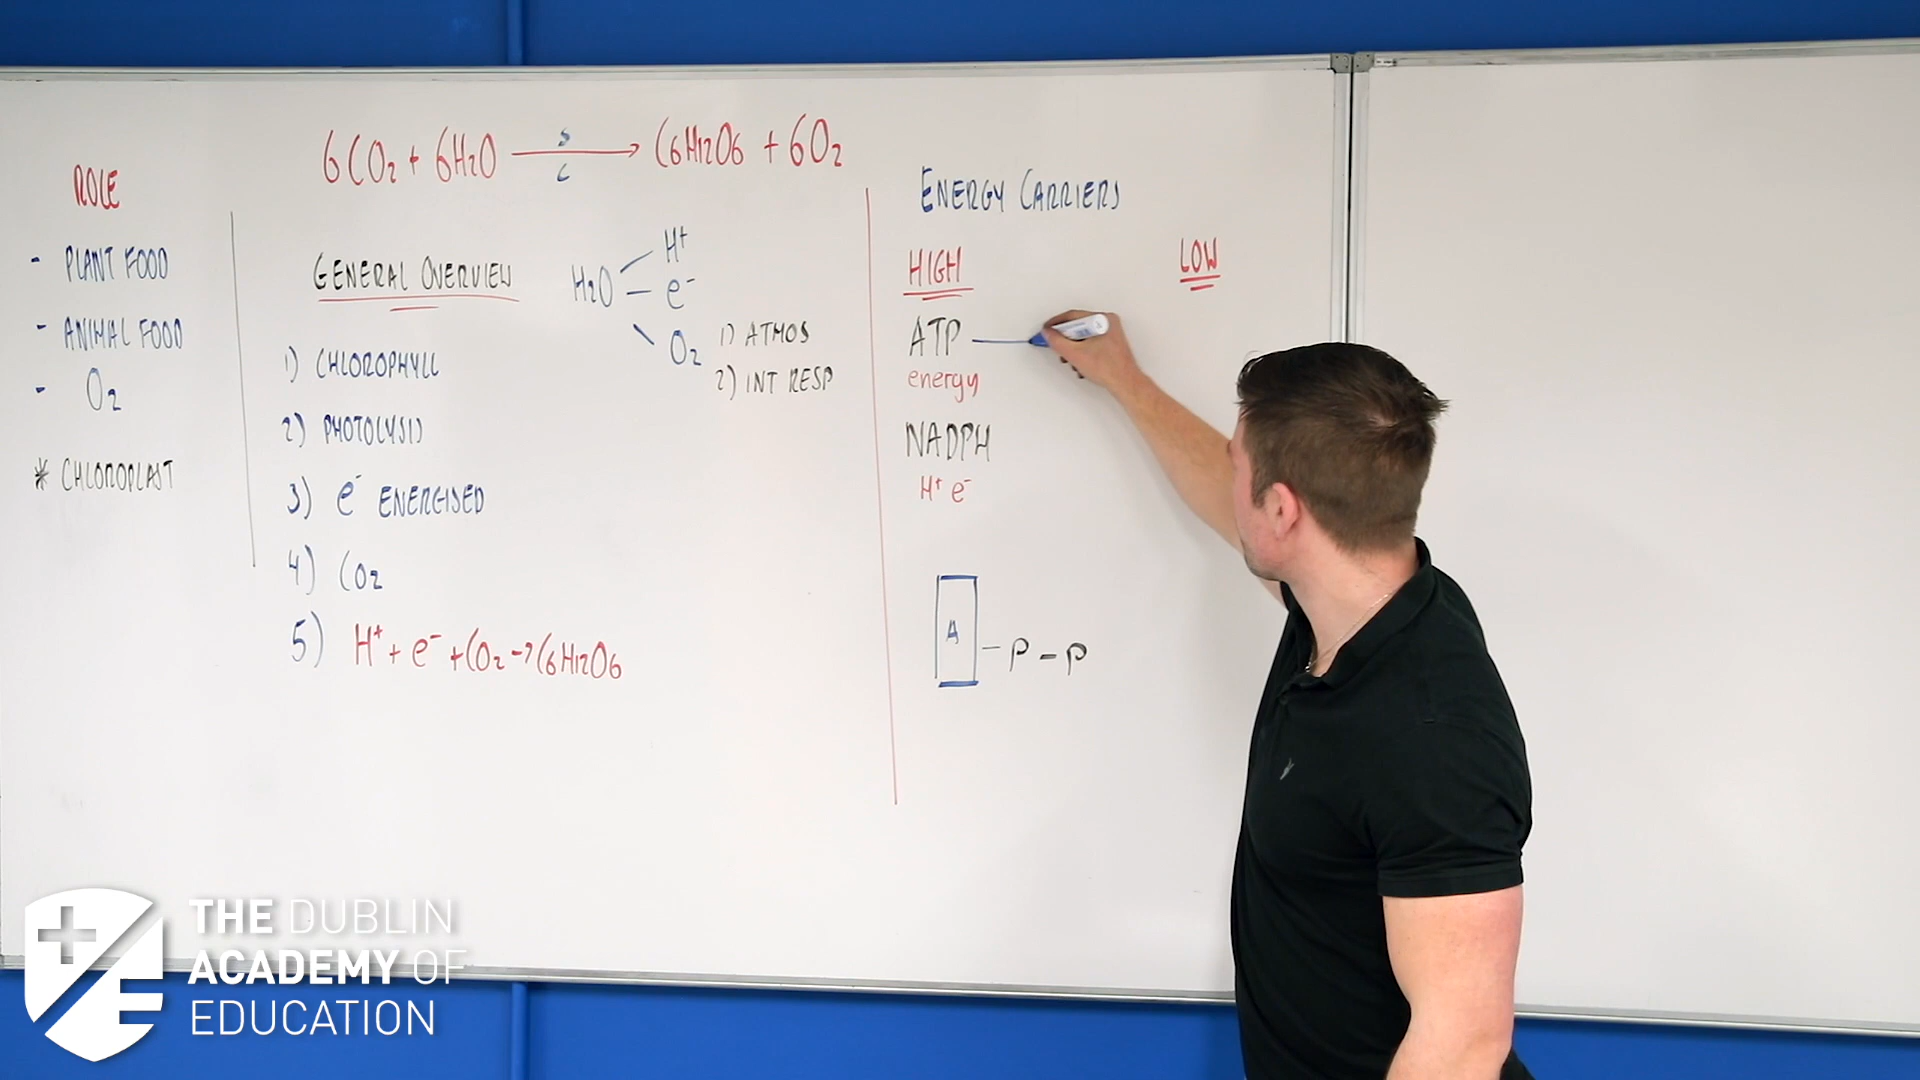 6CO2 + 6H2O S → C C6H12O6 + 6O2
ROLE
- PLANT FOOD
- ANIMAL FOOD
- O2
* CHLOROPLAST
GENERAL OVERVIEW
1) CHLOROPHYLL
2) PHOTOLYSIS
3) e- ENERGISED
4) CO2
5) H+ + e- + CO2 → C6H12O6
H2O
H+
e-
O2
1) ATMOS
2) INT RESP
ENERGY CARRIERS
HIGH
LOW
ATP
energy
NADPH
H+ e-
A - P - P
THE DUBLIN
ACADEMY OF
EDUCATION